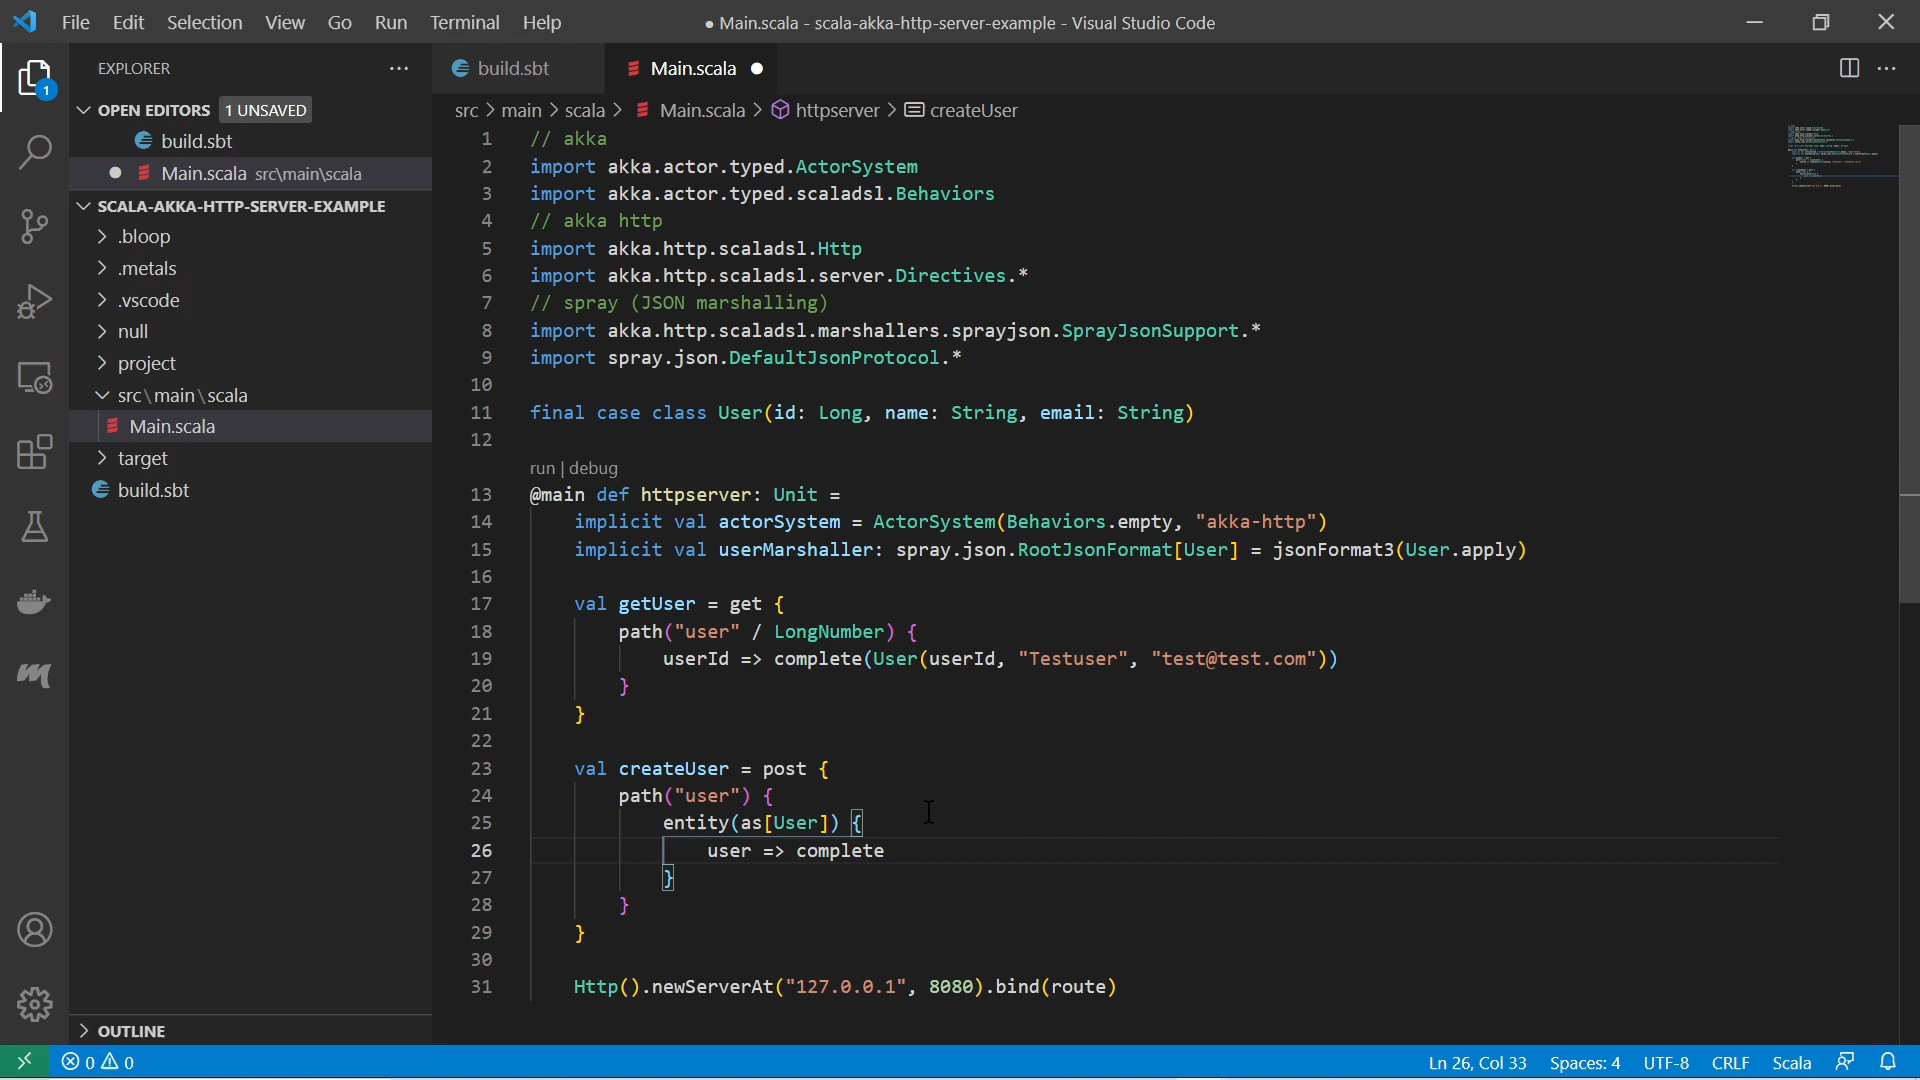 File Edit Selection View Go Run Terminal Help
● Main.scala - scala-akka-http-server-example - Visual Studio Code
EXPLORER
OPEN EDITORS 1 UNSAVED
build.sbt
Main.scala src\main\scala
SCALA-AKKA-HTTP-SERVER-EXAMPLE
.bloop
.metals
.vscode
null
project
src\main\scala
Main.scala
target
build.sbt
OUTLINE
1
build.sbt Main.scala
src > main > scala > Main.scala > httpserver > createUser
1 // akka
2 import akka.actor.typed.ActorSystem
3 import akka.actor.typed.scaladsl.Behaviors
4 // akka http
5 import akka.http.scaladsl.Http
6 import akka.http.scaladsl.server.Directives.*
7 // spray (JSON marshalling)
8 import akka.http.scaladsl.marshallers.sprayjson.SprayJsonSupport.*
9 import spray.json.DefaultJsonProtocol.*
10
11 final case class User(id: Long, name: String, email: String)
12
run | debug
13 @main def httpserver: Unit =
14     implicit val actorSystem = ActorSystem(Behaviors.empty, "akka-http")
15     implicit val userMarshaller: spray.json.RootJsonFormat[User] = jsonFormat3(User.apply)
16
17     val getUser = get {
18         path("user" / LongNumber) {
19             userId => complete(User(userId, "Testuser", "test@test.com"))
20         }
21     }
22
23     val createUser = post {
24         path("user") {
25             entity(as[User]) {
26                 user => complete
27             }
28         }
29     }
30
31     Http().newServerAt("127.0.0.1", 8080).bind(route)
0 0 Ln 26, Col 33 Spaces: 4 UTF-8 CRLF Scala